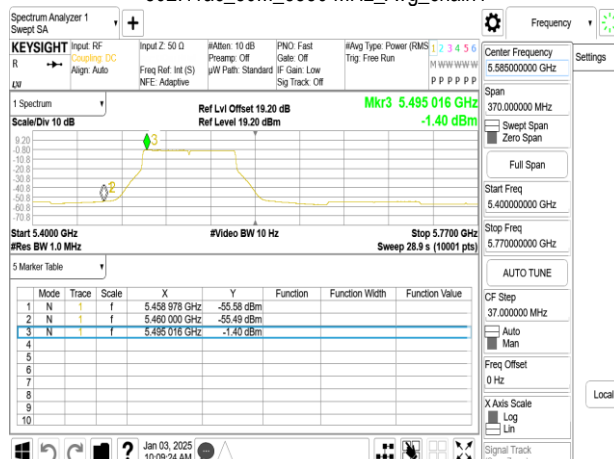 Spectrum Analyzer 1
Swept SA
Frequency
Settings
KEYSIGHT
R
Input: RF
Coupling: DC
Align: Auto
Input Z: 50 Ω
Freq Ref: Int (S)
NFE: Adaptive
#Atten: 10 dB
Preamp: Off
µW Path: Standard
PNO: Fast
Gate: Off
IF Gain: Low
Sig Track: Off
#Avg Type: Power (RMS
Trig: Free Run
1 2 3 4 5 6
M W W W W W
P P P P P P
1 Spectrum
Scale/Div 10 dB
Ref Lvl Offset 19.20 dB
Ref Level 19.20 dBm
Mkr3 5.495 016 GHz
-1.40 dBm
9.20
-0.80
-10.8
-20.8
-30.8
-40.8
-50.8
-60.8
-70.8
3
2
Start 5.4000 GHz
#Res BW 1.0 MHz
#Video BW 10 Hz
Stop 5.7700 GHz
Sweep 28.9 s (10001 pts)
5 Marker Table
Mode Trace Scale X Y Function Function Width Function Value
1 N 1 f 5.458 978 GHz -55.58 dBm
2 N 1 f 5.460 000 GHz -55.49 dBm
3 N 1 f 5.495 016 GHz -1.40 dBm
4
5
6
7
8
9
10
Center Frequency
5.585000000 GHz
Span
370.000000 MHz
Swept Span
Zero Span
Full Span
Start Freq
5.400000000 GHz
Stop Freq
5.770000000 GHz
AUTO TUNE
CF Step
37.000000 MHz
Auto
Man
Freq Offset
0 Hz
X Axis Scale
Log
Lin
Signal Track
Local
Jan 03, 2025
10:09:24 AM